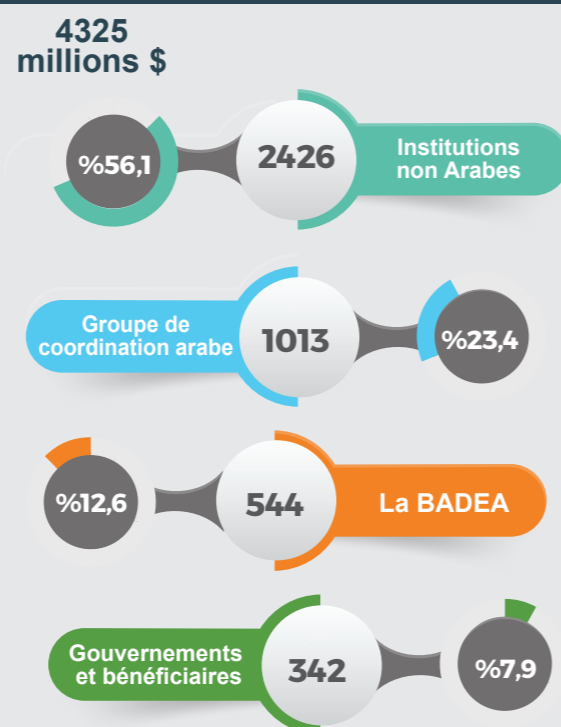 4325
millions $
%56,1
2426
Institutions
non Arabes
Groupe de
coordination arabe
1013
%23,4
%12,6
544
La BADEA
Gouvernements
et bénéficiaires
342
%7,9